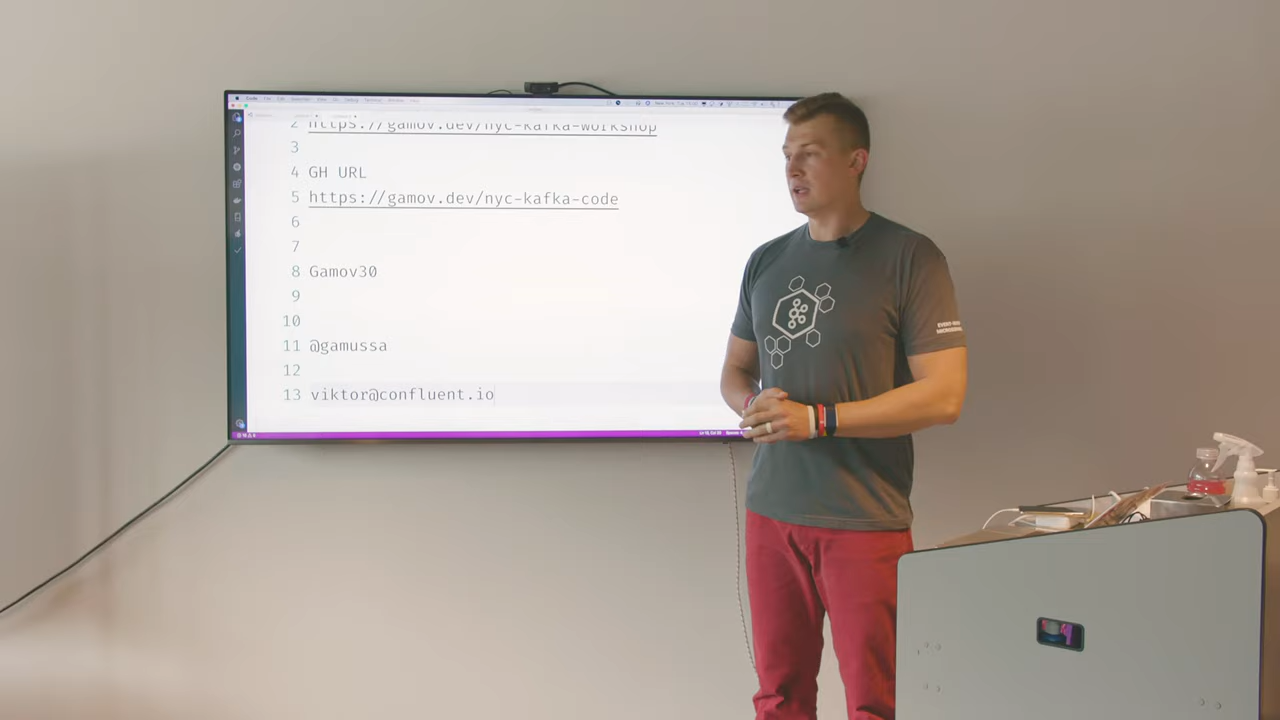 2 https://gamov.dev/nyc-kafka-workshop
3
4 GH URL
5 https://gamov.dev/nyc-kafka-code
6
7
8 Gamov30
9
10
11 @gamussa
12
13 viktor@confluent.io